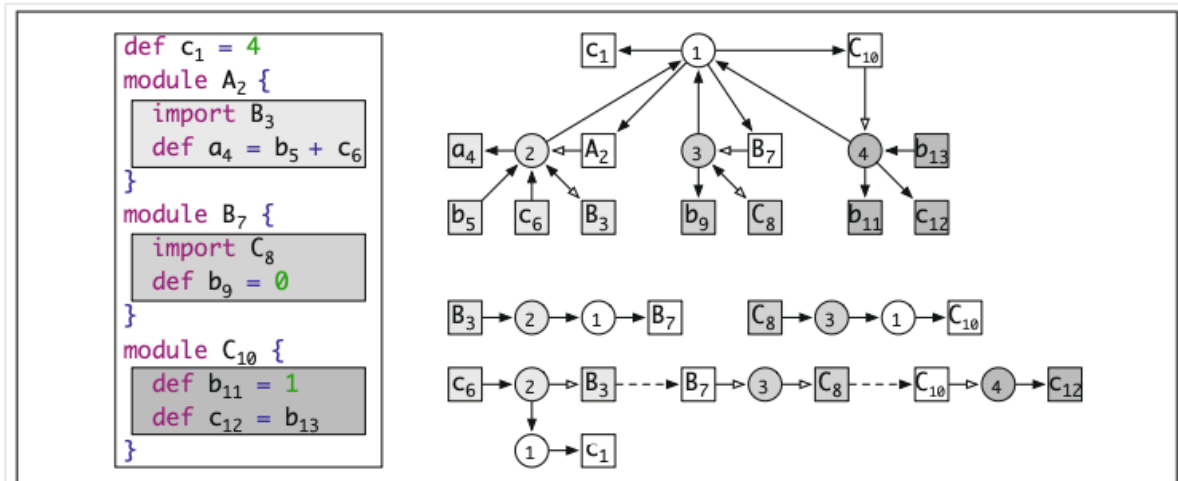 def c₁ = 4
module A₂ {
import B₃
def a₄ = b₅ + c₆
}
module B₇ {
import C₈
def b₉ = 0
}
module C₁₀ {
def b₁₁ = 1
def c₁₂ = b₁₃
}
c₁ 1 C₁₀
a₄ 2 A₂ 3 B₇ 4 b₁₃
b₅ c₆ B₃ b₉ C₈ b₁₁ c₁₂
B₃ 2 1 B₇ C₈ 3 1 C₁₀
c₆ 2 B₃ B₇ 3 C₈ C₁₀ 4 c₁₂
1 c₁